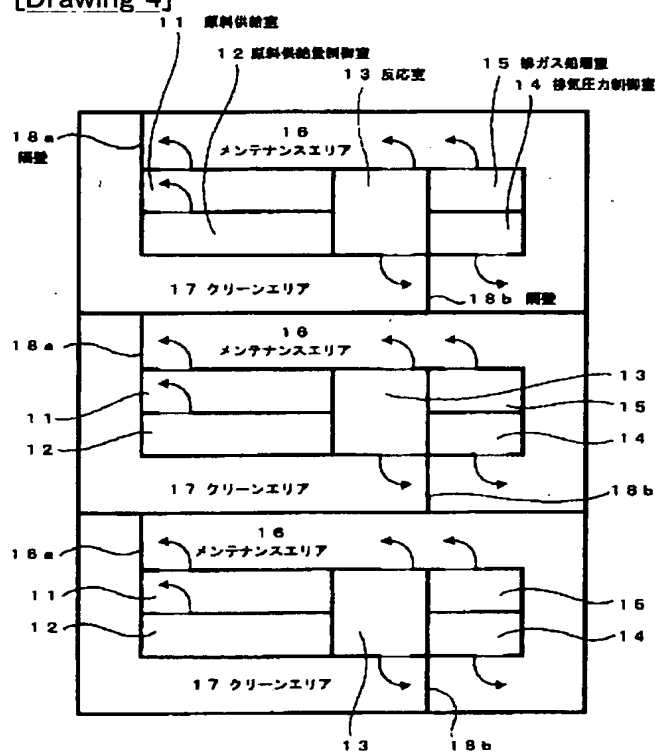 [Drawing 4]
11 原料供給室
12 原料供給量制御室
13 反応室
15 排ガス処理室
14 排気圧力制御室
18a
隔壁
16
メンテナンスエリア
17 クリーンエリア
18b 隔壁
18a
16
メンテナンスエリア
11
12
13
15
14
17 クリーンエリア
18b
18a
16
メンテナンスエリア
11
12
15
14
17 クリーンエリア
13
18b